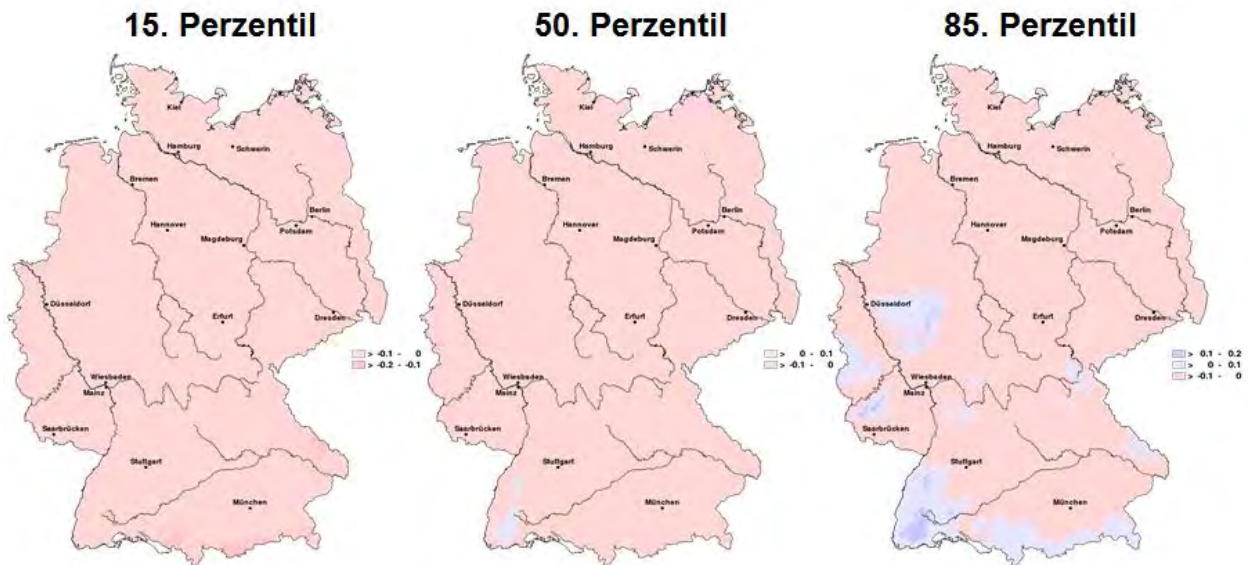 15. Perzentil
Kiel
Hamburg
Schwerin
Bremen
Berlin
Hannover
Potsdam
Magdeburg
Düsseldorf
Erfurt
Dresden
> -0.1 - 0
> -0.2 - -0.1
Wiesbaden
Mainz
Saarbrücken
Stuttgart
München
50. Perzentil
Kiel
Hamburg
Schwerin
Bremen
Berlin
Hannover
Potsdam
Magdeburg
Düsseldorf
Erfurt
Dresden
> 0 - 0.1
> -0.1 - 0
Wiesbaden
Mainz
Saarbrücken
Stuttgart
München
85. Perzentil
Kiel
Hamburg
Schwerin
Bremen
Berlin
Hannover
Potsdam
Magdeburg
Düsseldorf
Erfurt
Dresden
> 0.1 - 0.2
> 0 - 0.1
> -0.1 - 0
Wiesbaden
Mainz
Saarbrücken
Stuttgart
München